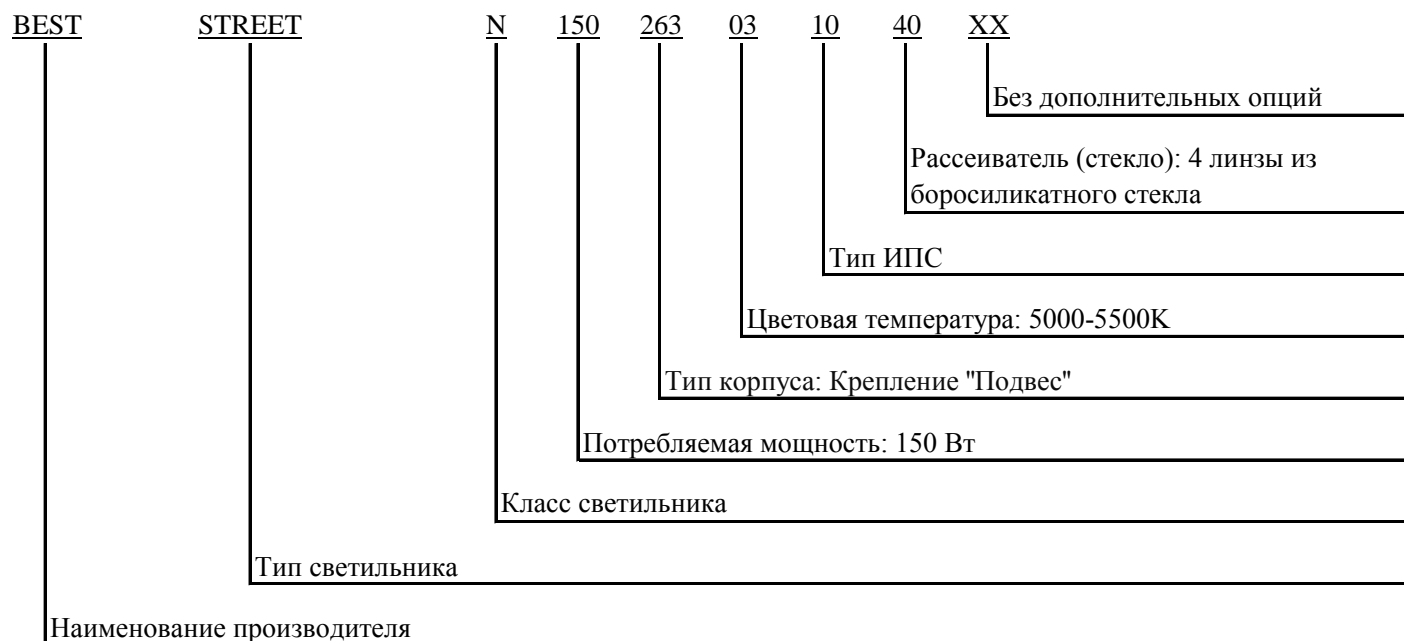 BEST STREET N 150 263 03 10 40 XX
Без дополнительных опций
Рассеиватель (стекло): 4 линзы из
боросиликатного стекла
Тип ИПС
Цветовая температура: 5000-5500К
Тип корпуса: Крепление "Подвес"
Потребляемая мощность: 150 Вт
Класс светильника
Тип светильника
Наименование производителя